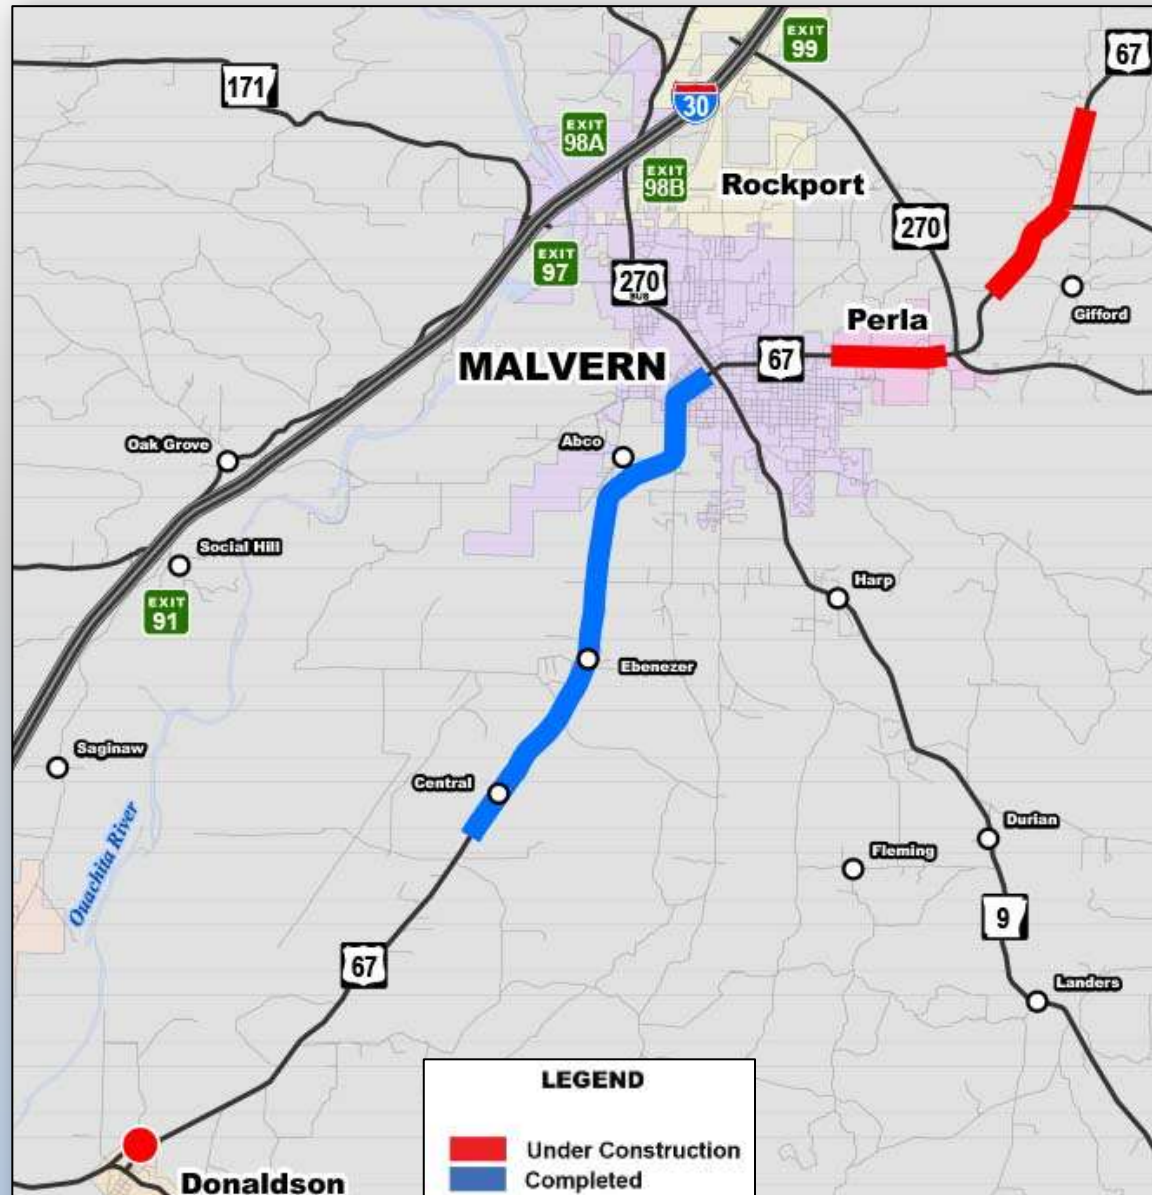 EXIT
99
67
171
30
EXIT
98A
EXIT
98B
Rockport
270
EXIT
97
270
BUS
Gifford
Perla
MALVERN
67
Oak Grove
Abco
Social Hill
EXIT
91
Harp
Ebenezer
Saginaw
Central
Ouachita River
Durian
Fleming
9
67
Landers
LEGEND
Under Construction
Completed
Donaldson